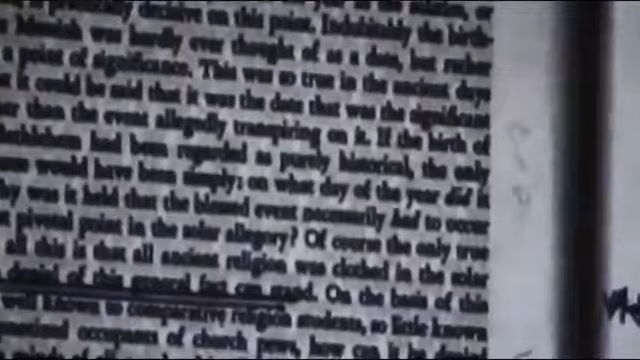 decisive on this point. Indubitably the birth-
Messiah was hardly ever thought of as a date, but rather
a point of significance. This was so true in the ancient days
it could be said that it was the date that was the significant
than the event allegedly transpiring on it. If the birth of
had been regarded as purely historical, the only
would have been simply: on what day of the year did it
was it held that the blessed event necessarily had to occur
pivotal point in the solar allegory? Of course the only true
all this is that all ancient religion was clothed in the solar
denial of this general fact can stand. On the basis of this
well known to comparative religion students, so little known
occupants of church pews, how can it be